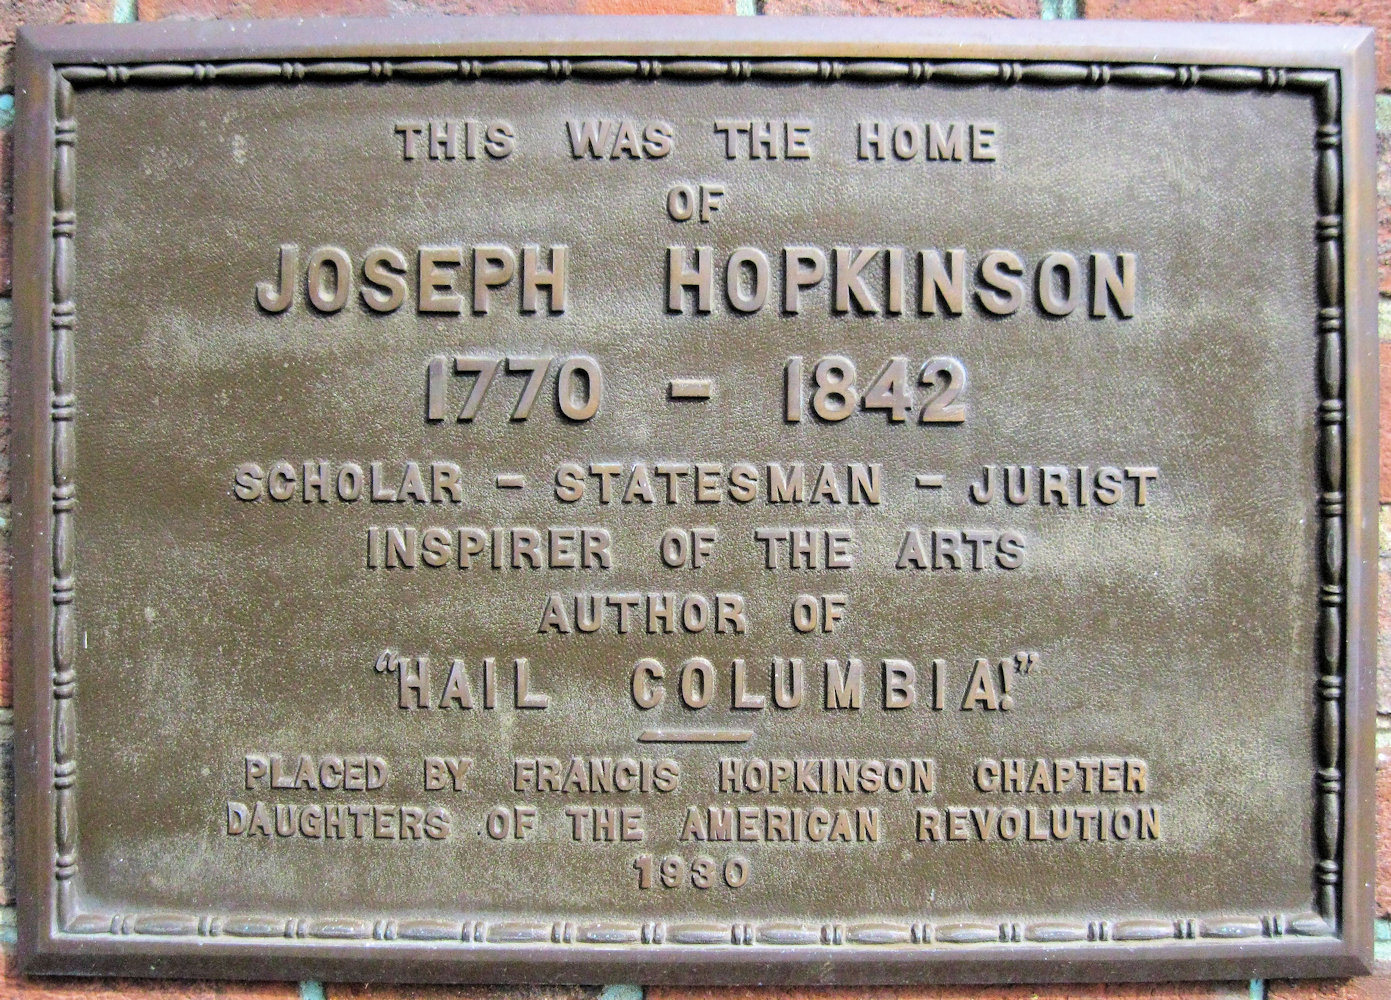 THIS WAS THE HOME
OF
JOSEPH HOPKINSON
1770 - 1842
SCHOLAR - STATESMAN - JURIST
INSPIRER OF THE ARTS
AUTHOR OF
"HAIL COLUMBIA!"
PLACED BY FRANCIS HOPKINSON CHAPTER
DAUGHTERS OF THE AMERICAN REVOLUTION
1930